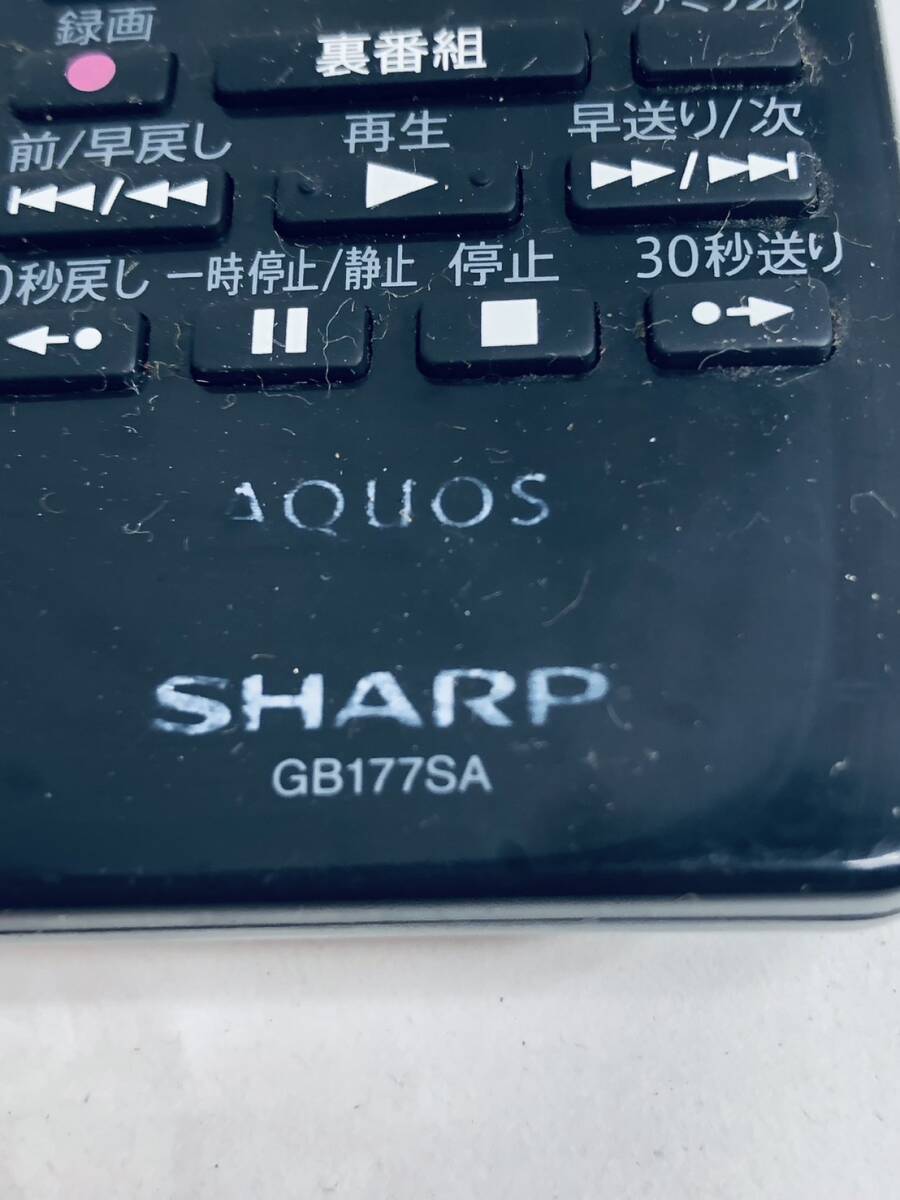 録画
裏番組
前/早戻し 再生 早送り/次
0秒戻し 一時停止/静止 停止 30秒送り
AQUOS
SHARP
GB177SA